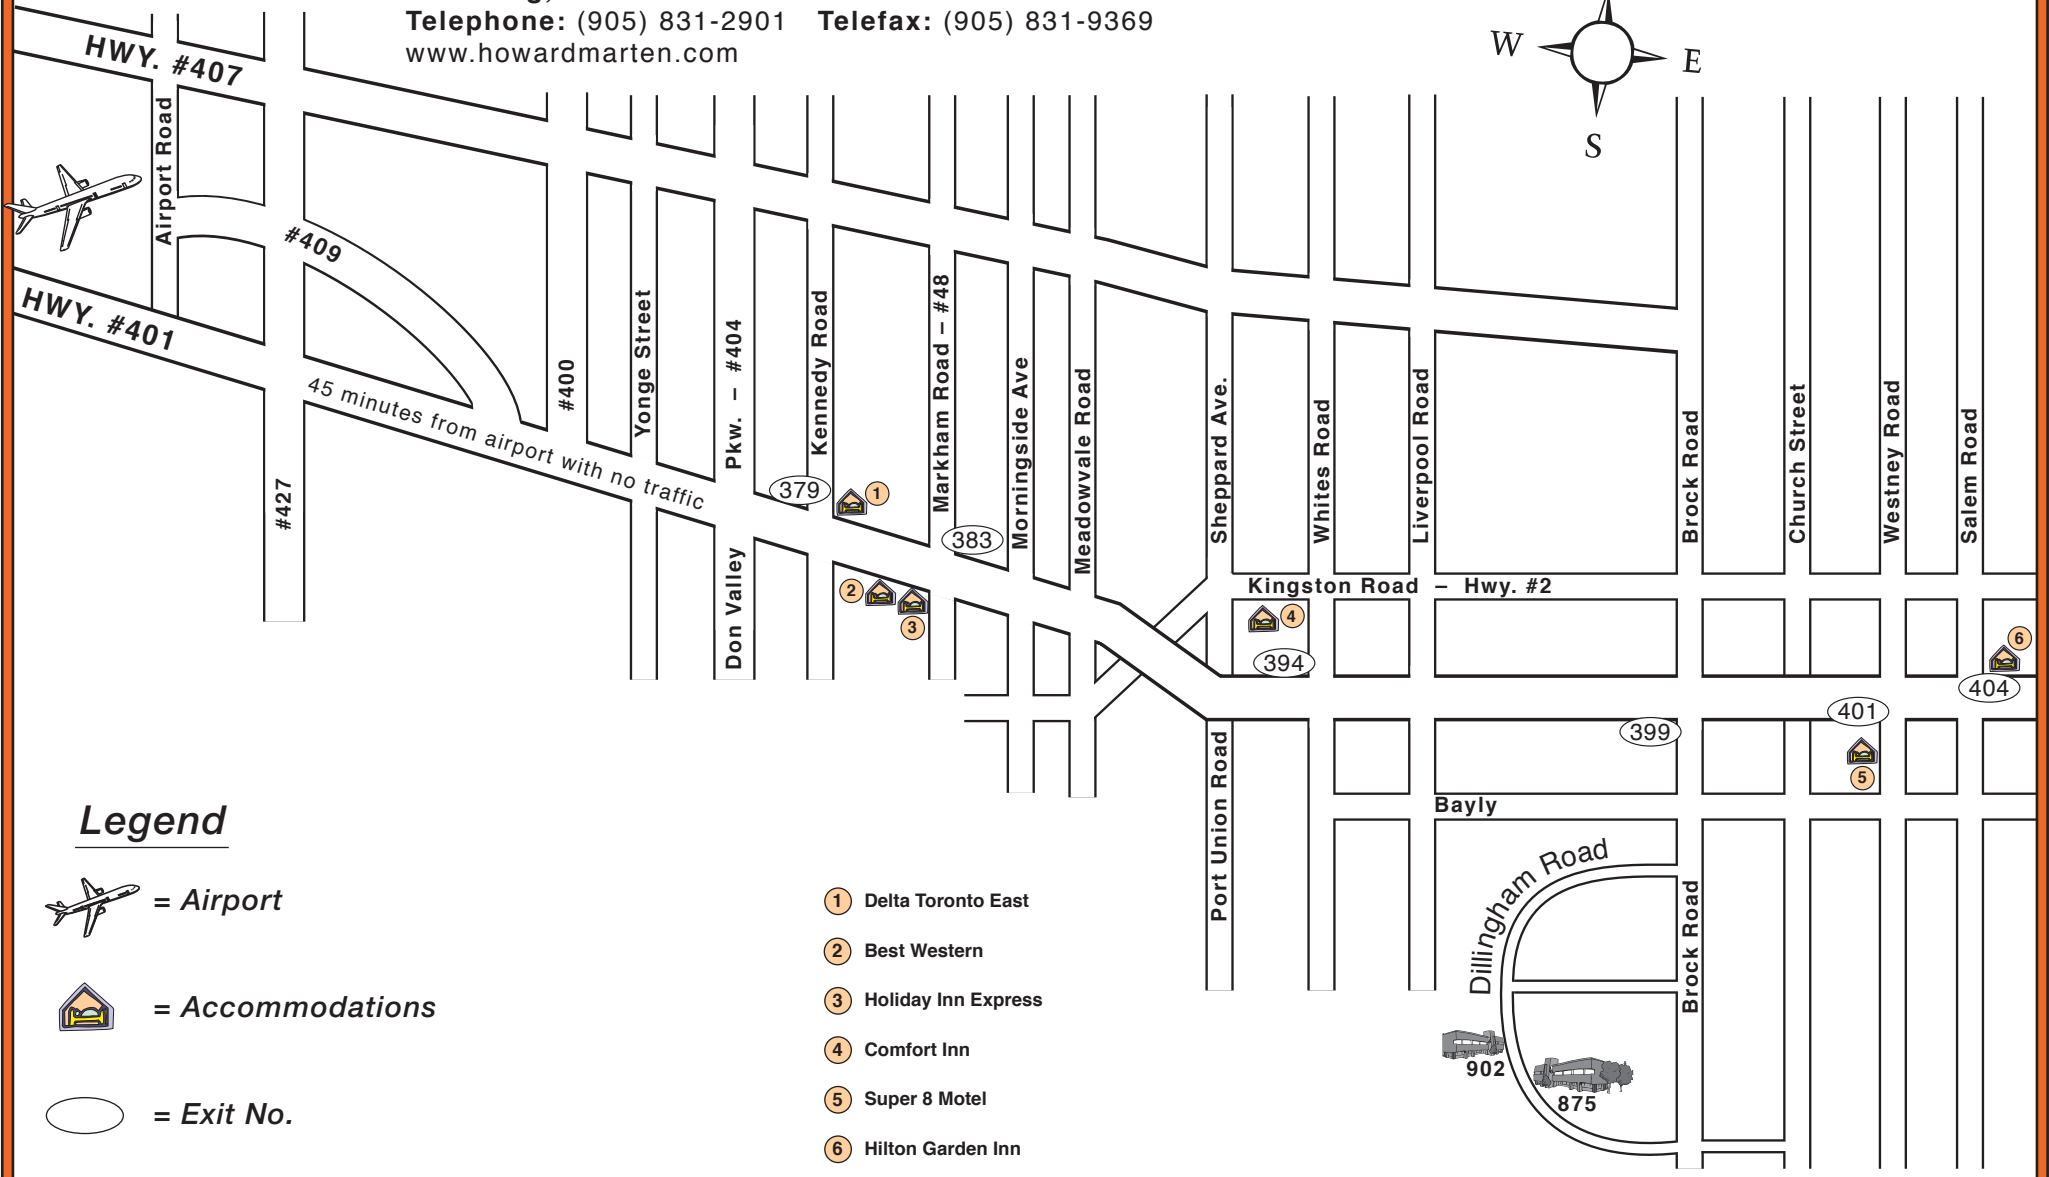 Telephone: (905) 831-2901 Telefax: (905) 831-9369
www.howardmarten.com
W
E
S
HWY. #407
Airport Road
#409
HWY. #401
45 minutes from airport with no traffic
#427
#400
Yonge Street
Don Valley Pkw. – #404
Kennedy Road
Markham Road – #48
Morningside Ave
Meadowvale Road
Sheppard Ave.
Whites Road
Liverpool Road
Brock Road
Church Street
Westney Road
Salem Road
379
1
383
2
3
Kingston Road – Hwy. #2
4
394
6
404
401
399
5
Bayly
Port Union Road
Dillingham Road
Brock Road
902
875
Legend
= Airport
= Accommodations
= Exit No.
1 Delta Toronto East
2 Best Western
3 Holiday Inn Express
4 Comfort Inn
5 Super 8 Motel
6 Hilton Garden Inn